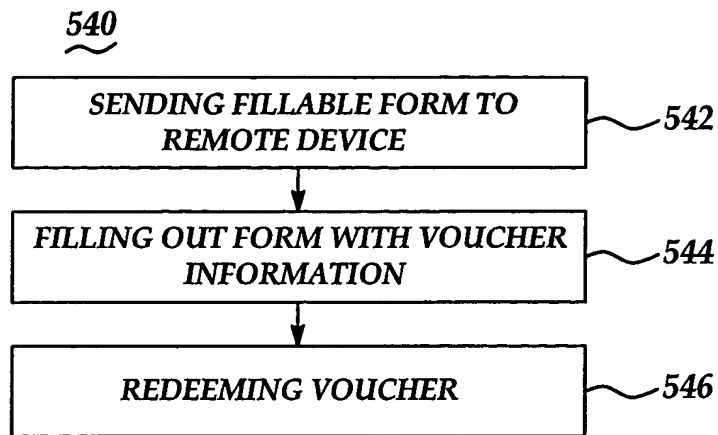 540
SENDING FILLABLE FORM TO
REMOTE DEVICE
542
FILLING OUT FORM WITH VOUCHER
INFORMATION
544
REDEEMING VOUCHER
546